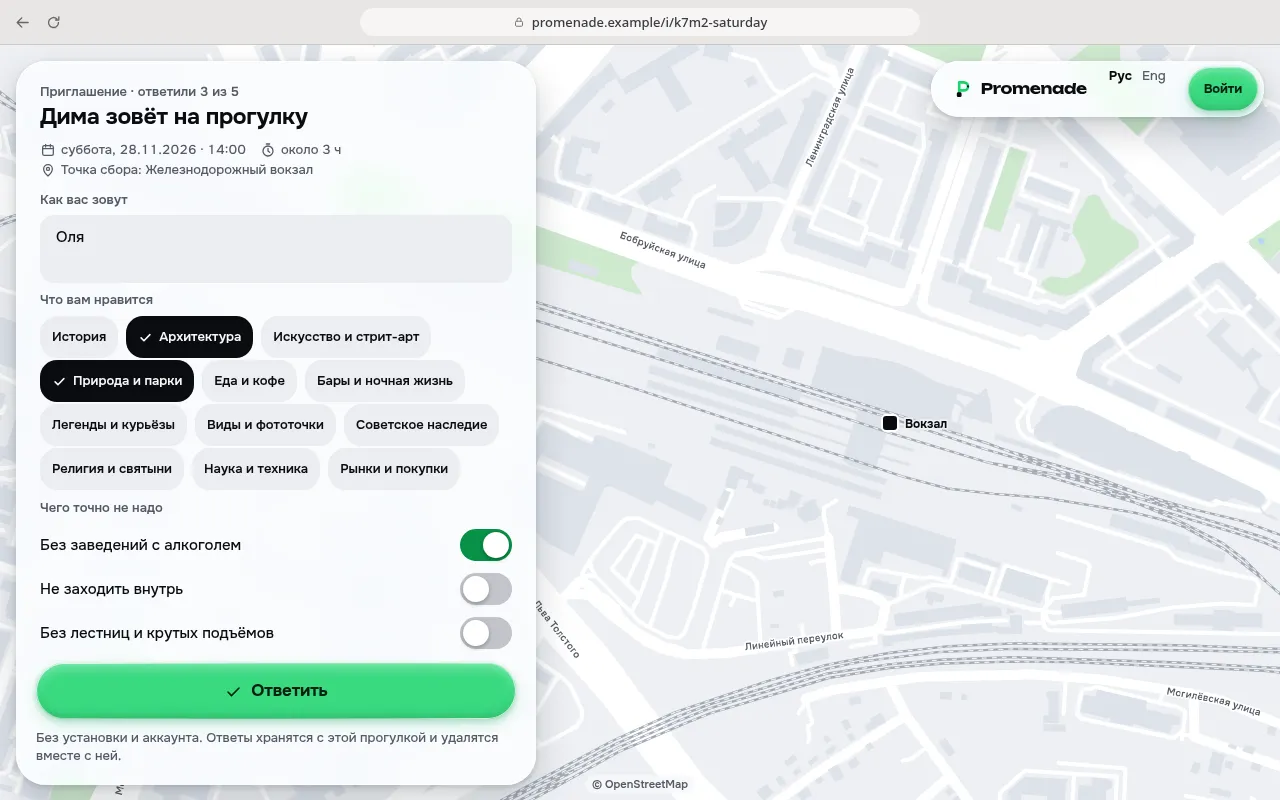 promenade.example/i/k7m2-saturday
Приглашение · ответили 3 из 5
Дима зовёт на прогулку
суббота, 28.11.2026 · 14:00 около 3 ч
Точка сбора: Железнодорожный вокзал
Как вас зовут
Оля
Что вам нравится
История Архитектура Искусство и стрит-арт
Природа и парки Еда и кофе Бары и ночная жизнь
Легенды и курьёзы Виды и фототочки Советское наследие
Религия и святыни Наука и техника Рынки и покупки
Чего точно не надо
Без заведений с алкоголем
Не заходить внутрь
Без лестниц и крутых подъёмов
Ответить
Без установки и аккаунта. Ответы хранятся с этой прогулкой и удалятся
вместе с ней.
Promenade Рус Eng Войти
Ленинградская улица
Бобруйская улица
Вокзал
Льва Толстого
Линейный переулок
Могилёвская улица
© OpenStreetMap